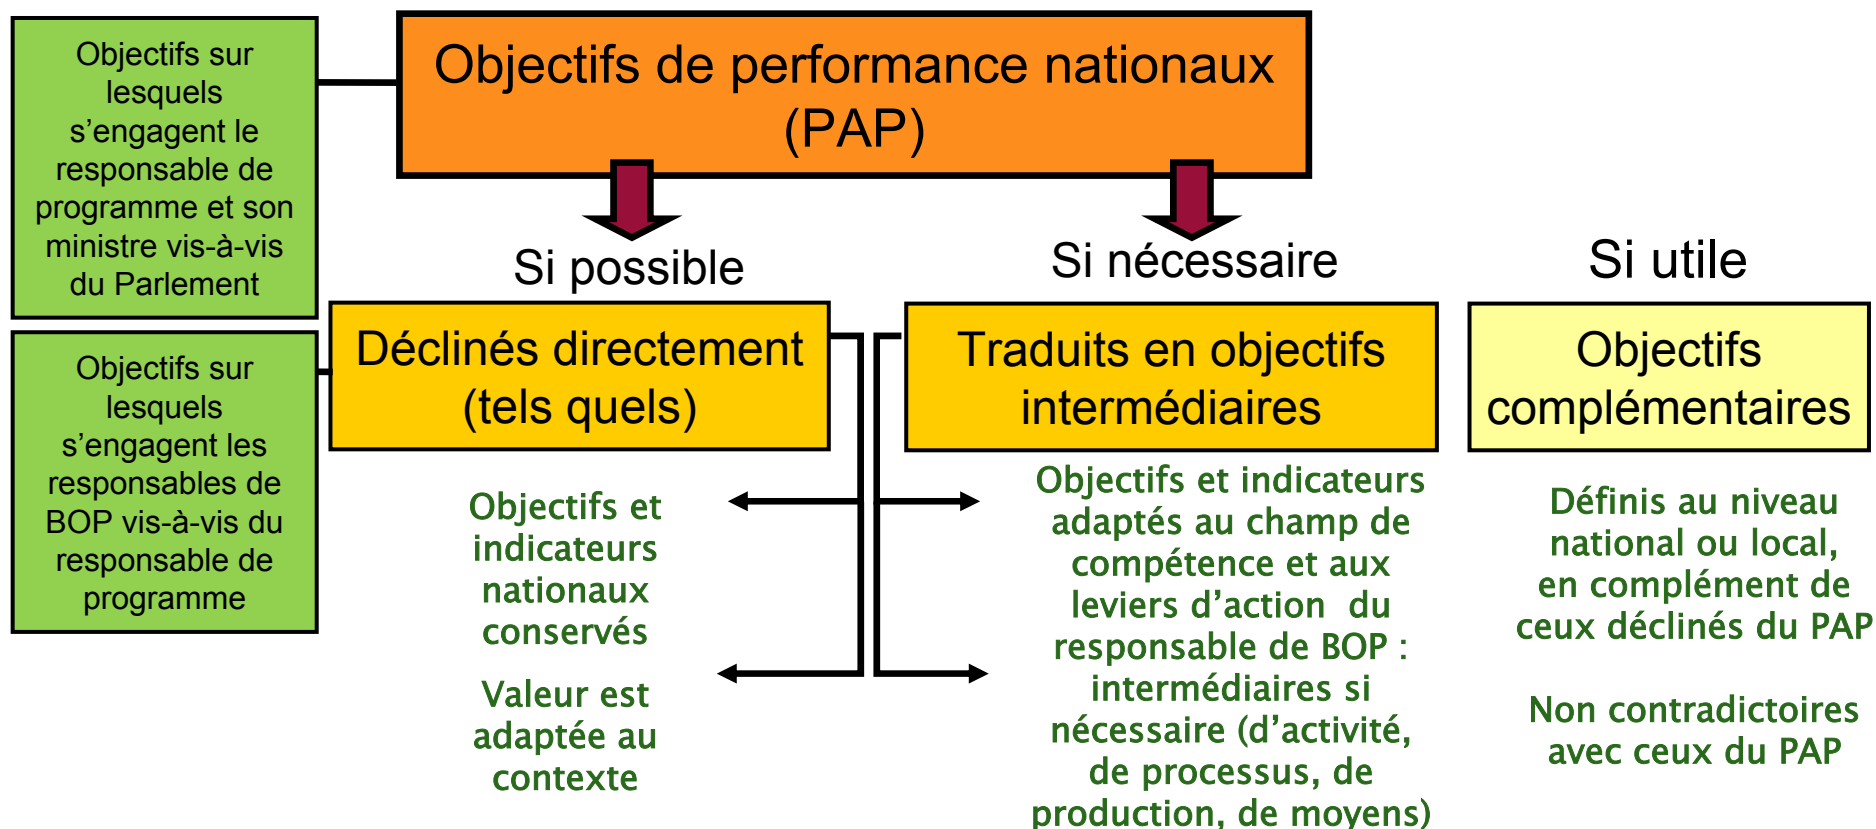 Objectifs sur
lesquels
s’engagent le
responsable de
programme et son
ministre vis-à-vis
du Parlement
Objectifs de performance nationaux
(PAP)
Si possible
Si nécessaire
Si utile
Objectifs sur
lesquels
s’engagent les
responsables de
BOP vis-à-vis du
responsable de
programme
Déclinés directement
(tels quels)
Traduits en objectifs
intermédiaires
Objectifs
complémentaires
Objectifs et
indicateurs
nationaux
conservés
Valeur est
adaptée au
contexte
Objectifs et indicateurs
adaptés au champ de
compétence et aux
leviers d’action du
responsable de BOP :
intermédiaires si
nécessaire (d’activité,
de processus, de
production, de moyens)
Définis au niveau
national ou local,
en complément de
ceux déclinés du PAP
Non contradictoires
avec ceux du PAP